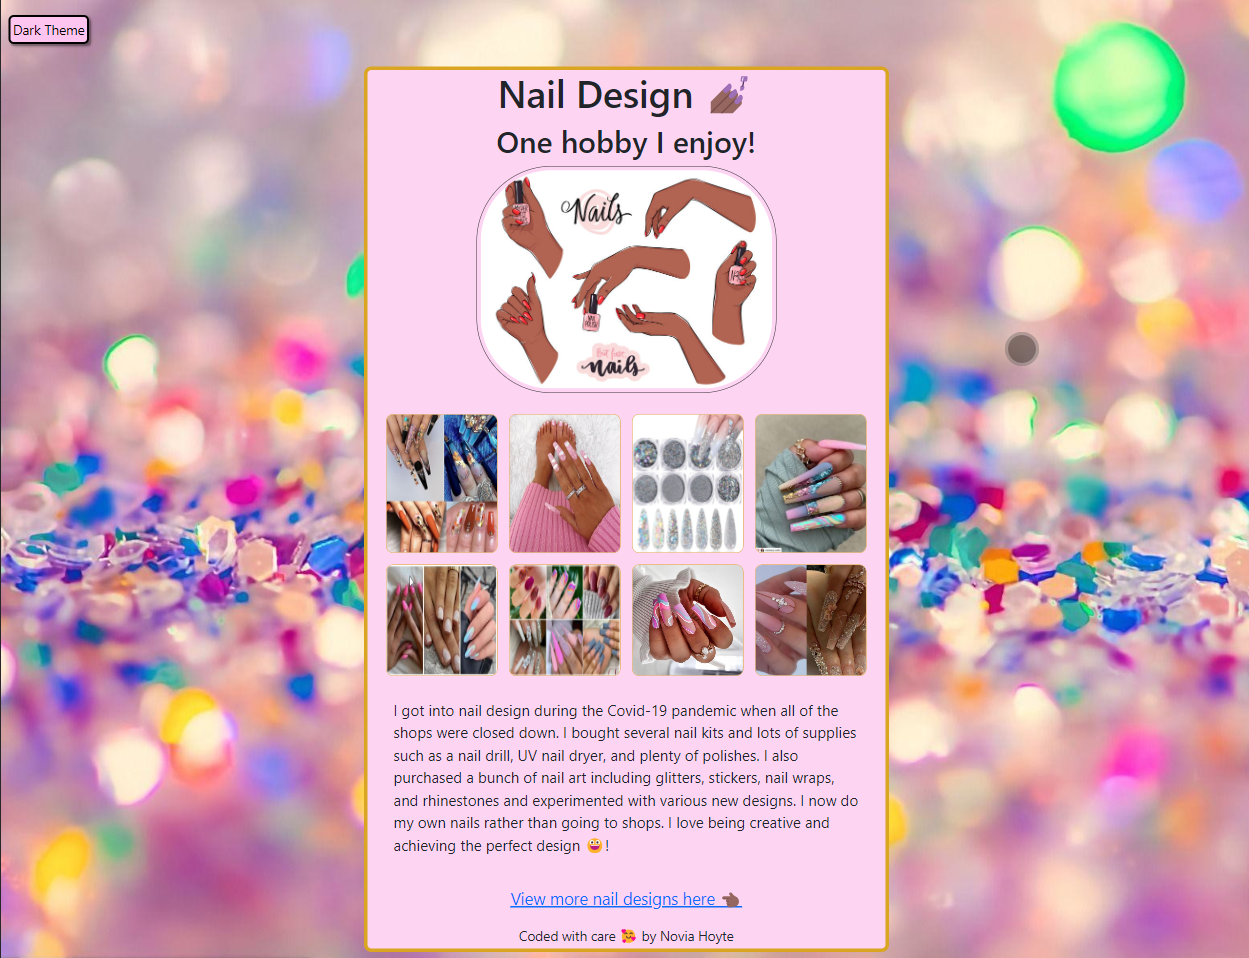 Dark Theme
Nail Design 💅🏾
One hobby I enjoy!
Nails
But first
nails
I got into nail design during the Covid-19 pandemic when all of the
shops were closed down. I bought several nail kits and lots of supplies
such as a nail drill, UV nail dryer, and plenty of polishes. I also
purchased a bunch of nail art including glitters, stickers, nail wraps,
and rhinestones and experimented with various new designs. I now do
my own nails rather than going to shops. I love being creative and
achieving the perfect design 😀!
View more nail designs here 👈🏾
Coded with care 🥰 by Novia Hoyte